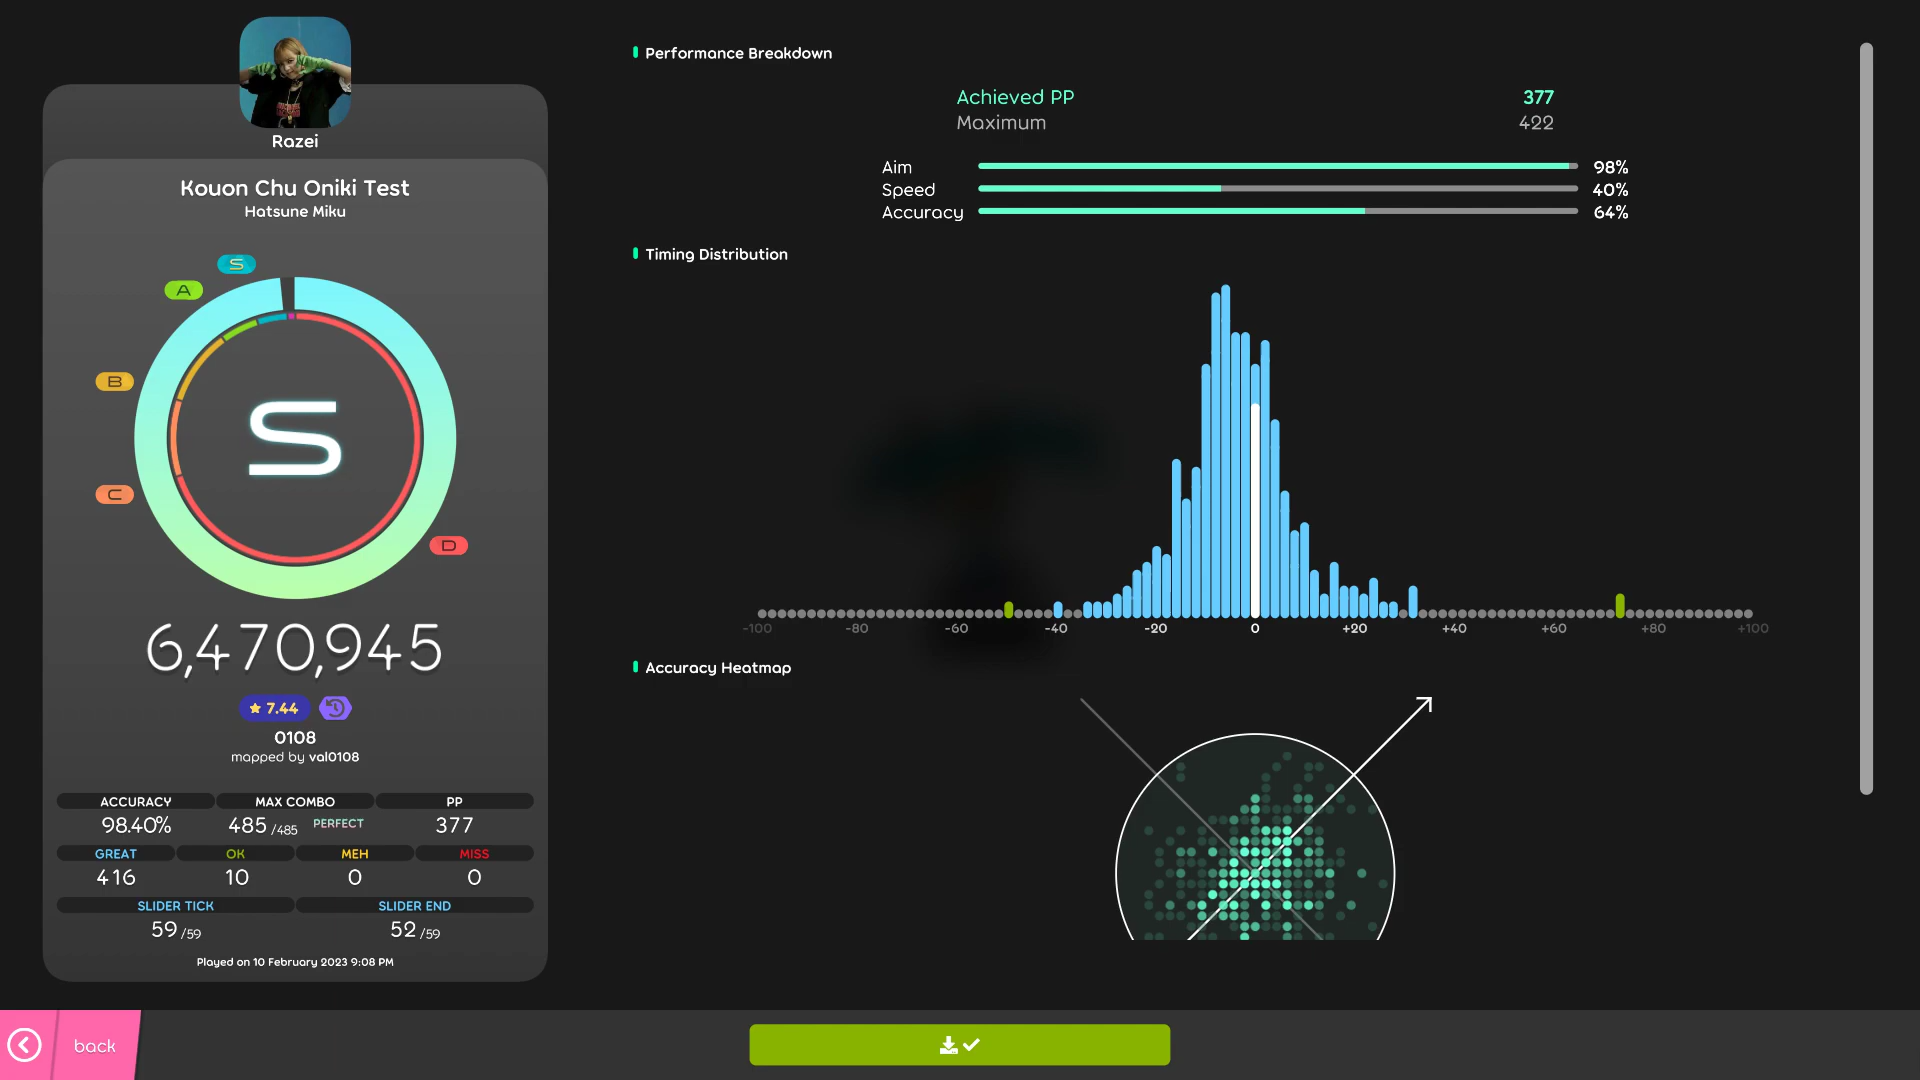 Razei
Kouon Chu Oniki Test
Hatsune Miku
S
A
B
C
D
S
6,470,945
7.44
0108
mapped by val0108
ACCURACY MAX COMBO PP
98.40% 485 /485 PERFECT 377
GREAT OK MEH MISS
416 10 0 0
SLIDER TICK SLIDER END
59 /59 52 /59
Played on 10 February 2023 9:08 PM
Performance Breakdown
Achieved PP 377
Maximum 422
Aim 98%
Speed 40%
Accuracy 64%
Timing Distribution
-100 -80 -60 -40 -20 0 +20 +40 +60 +80 +100
Accuracy Heatmap
back